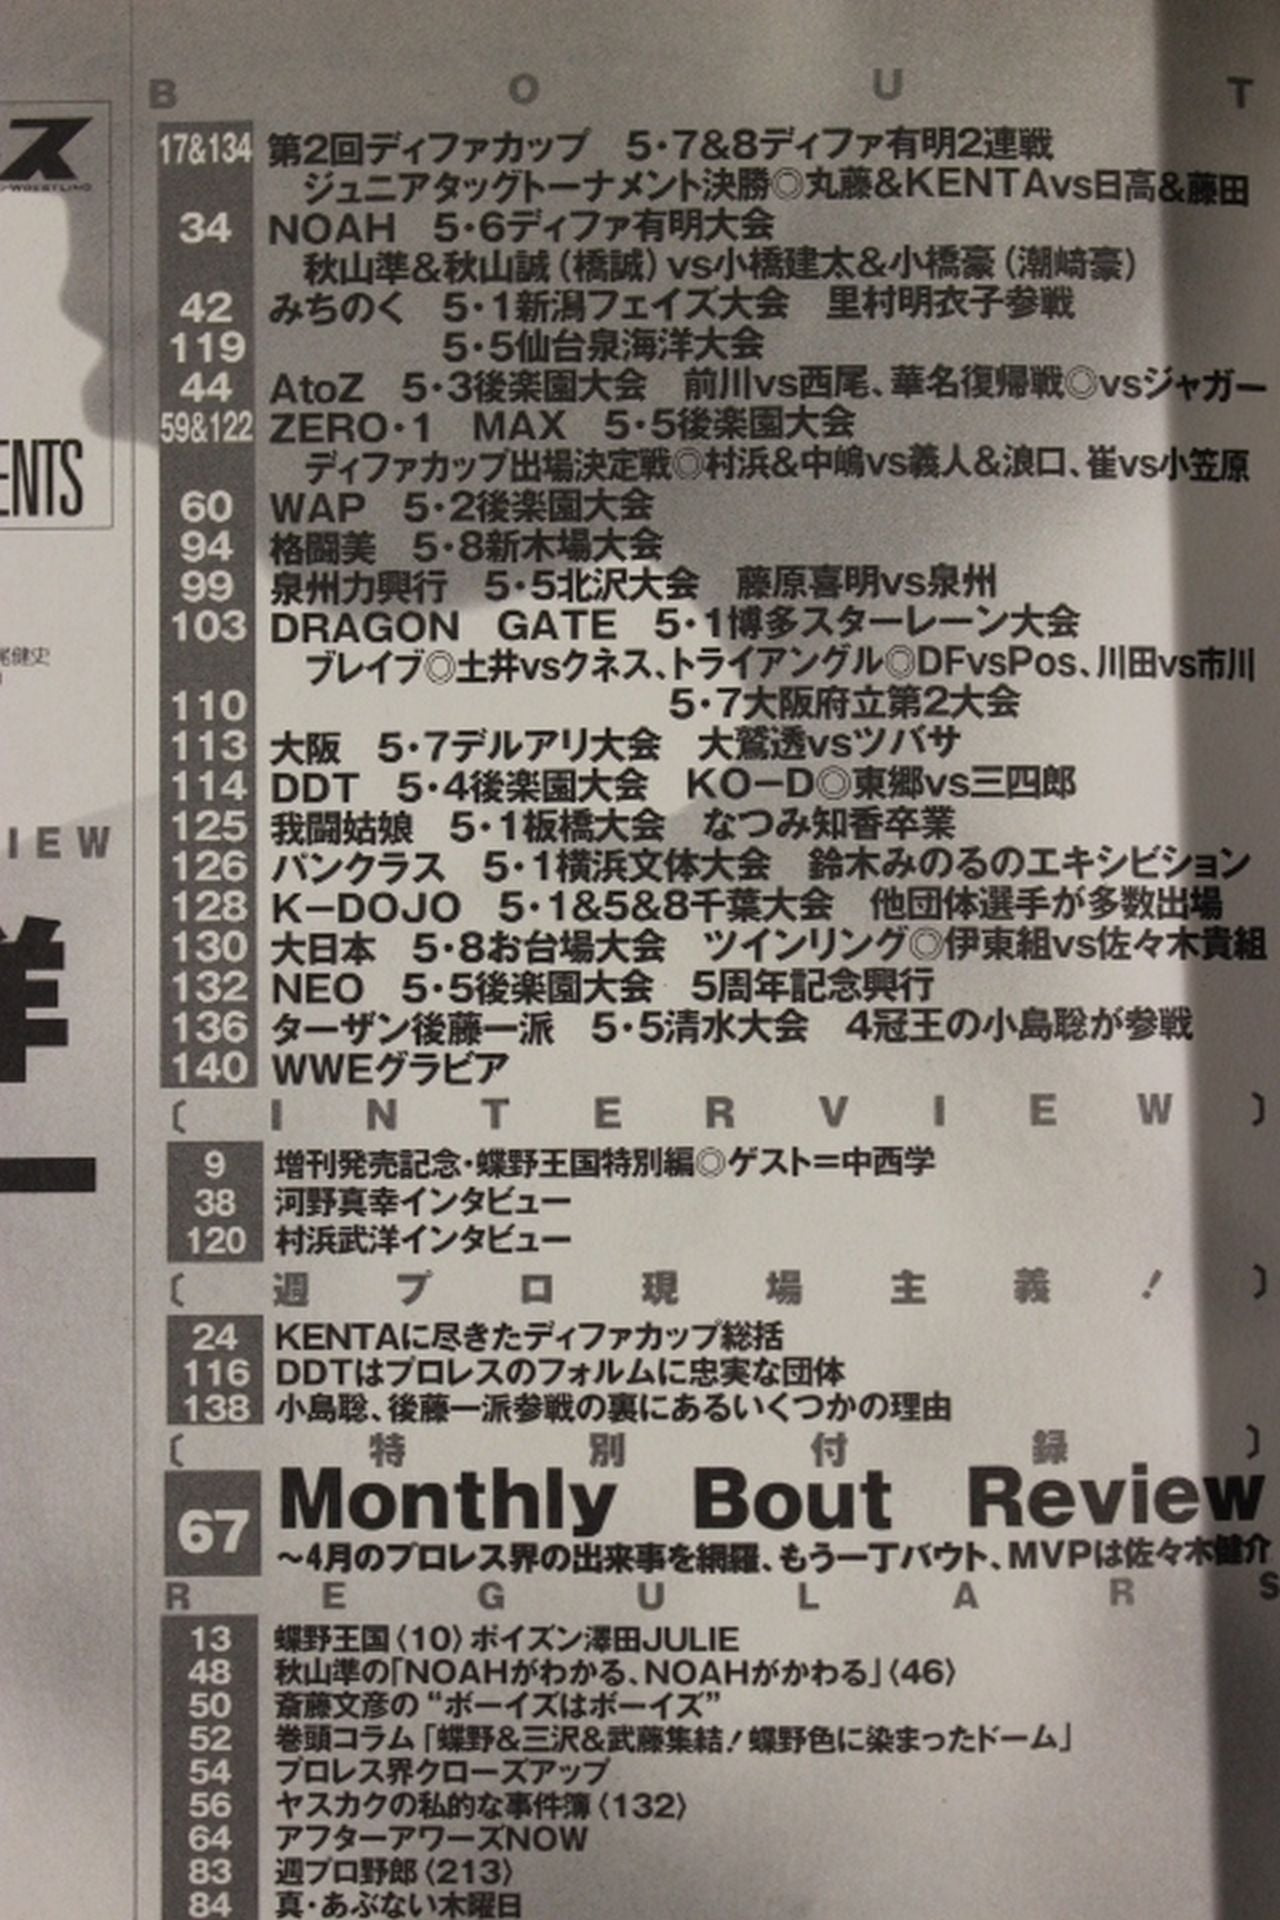 ス
ENTS
尾健史
IEW
B O U T
17&134 第2回ディファカップ 5・7&8ディファ有明2連戦
ジュニアタッグトーナメント決勝◎丸藤&KENTAvs日高&藤田
34 NOAH 5・6ディファ有明大会
秋山準&秋山誠(橋誠)vs小橋建太&小橋豪(潮﨑豪)
42 みちのく 5・1新潟フェイズ大会 里村明衣子参戦
119 5・5仙台泉海洋大会
44 AtoZ 5・3後楽園大会 前川vs西尾、華名復帰戦◎vsジャガー
59&122 ZERO・1 MAX 5・5後楽園大会
ディファカップ出場決定戦◎村浜&中嶋vs義人&浪口、崔vs小笠原
60 WAP 5・2後楽園大会
94 格闘美 5・8新木場大会
99 泉州力興行 5・5北沢大会 藤原喜明vs泉州
103 DRAGON GATE 5・1博多スターレーン大会
ブレイブ◎土井vsクネス、トライアングル◎DFvsPos、川田vs市川
110 5・7大阪府立第2大会
113 大阪 5・7デルアリ大会 大鷲透vsツバサ
114 DDT 5・4後楽園大会 KO－D◎東郷vs三四郎
125 我闘姑娘 5・1板橋大会 なつみ知香卒業
126 パンクラス 5・1横浜文体大会 鈴木みのるのエキシビション
128 K－DOJO 5・1&5&8千葉大会 他団体選手が多数出場
130 大日本 5・8お台場大会 ツインリング◎伊東組vs佐々木貴組
132 NEO 5・5後楽園大会 5周年記念興行
136 ターザン後藤一派 5・5清水大会 4冠王の小島聡が参戦
140 WWEグラビア
〔 I N T E R V I E W 〕
9 増刊発売記念・蝶野王国特別編◎ゲスト＝中西学
38 河野真幸インタビュー
120 村浜武洋インタビュー
〔 週 プ ロ 現 場 主 義 ！ 〕
24 KENTAに尽きたディファカップ総括
116 DDTはプロレスのフォルムに忠実な団体
138 小島聡、後藤一派参戦の裏にあるいくつかの理由
〔 特 別 付 録 〕
67 Monthly Bout Review
～4月のプロレス界の出来事を網羅、もう一丁バウト、MVPは佐々木健介
R E G U L A R S
13 蝶野王国〈10〉ポイズン澤田JULIE
48 秋山準の「NOAHがわかる、NOAHがかわる」〈46〉
50 斎藤文彦の“ボーイズはボーイズ”
52 巻頭コラム「蝶野&三沢&武藤集結！蝶野色に染まったドーム」
54 プロレス界クローズアップ
56 ヤスカクの私的な事件簿〈132〉
64 アフターアワーズNOW
83 週プロ野郎〈213〉
84 真・あぶない木曜日